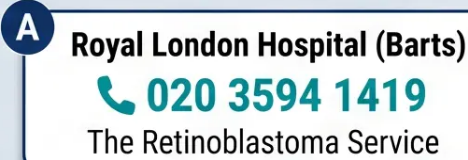 A
Royal London Hospital (Barts)
020 3594 1419
The Retinoblastoma Service